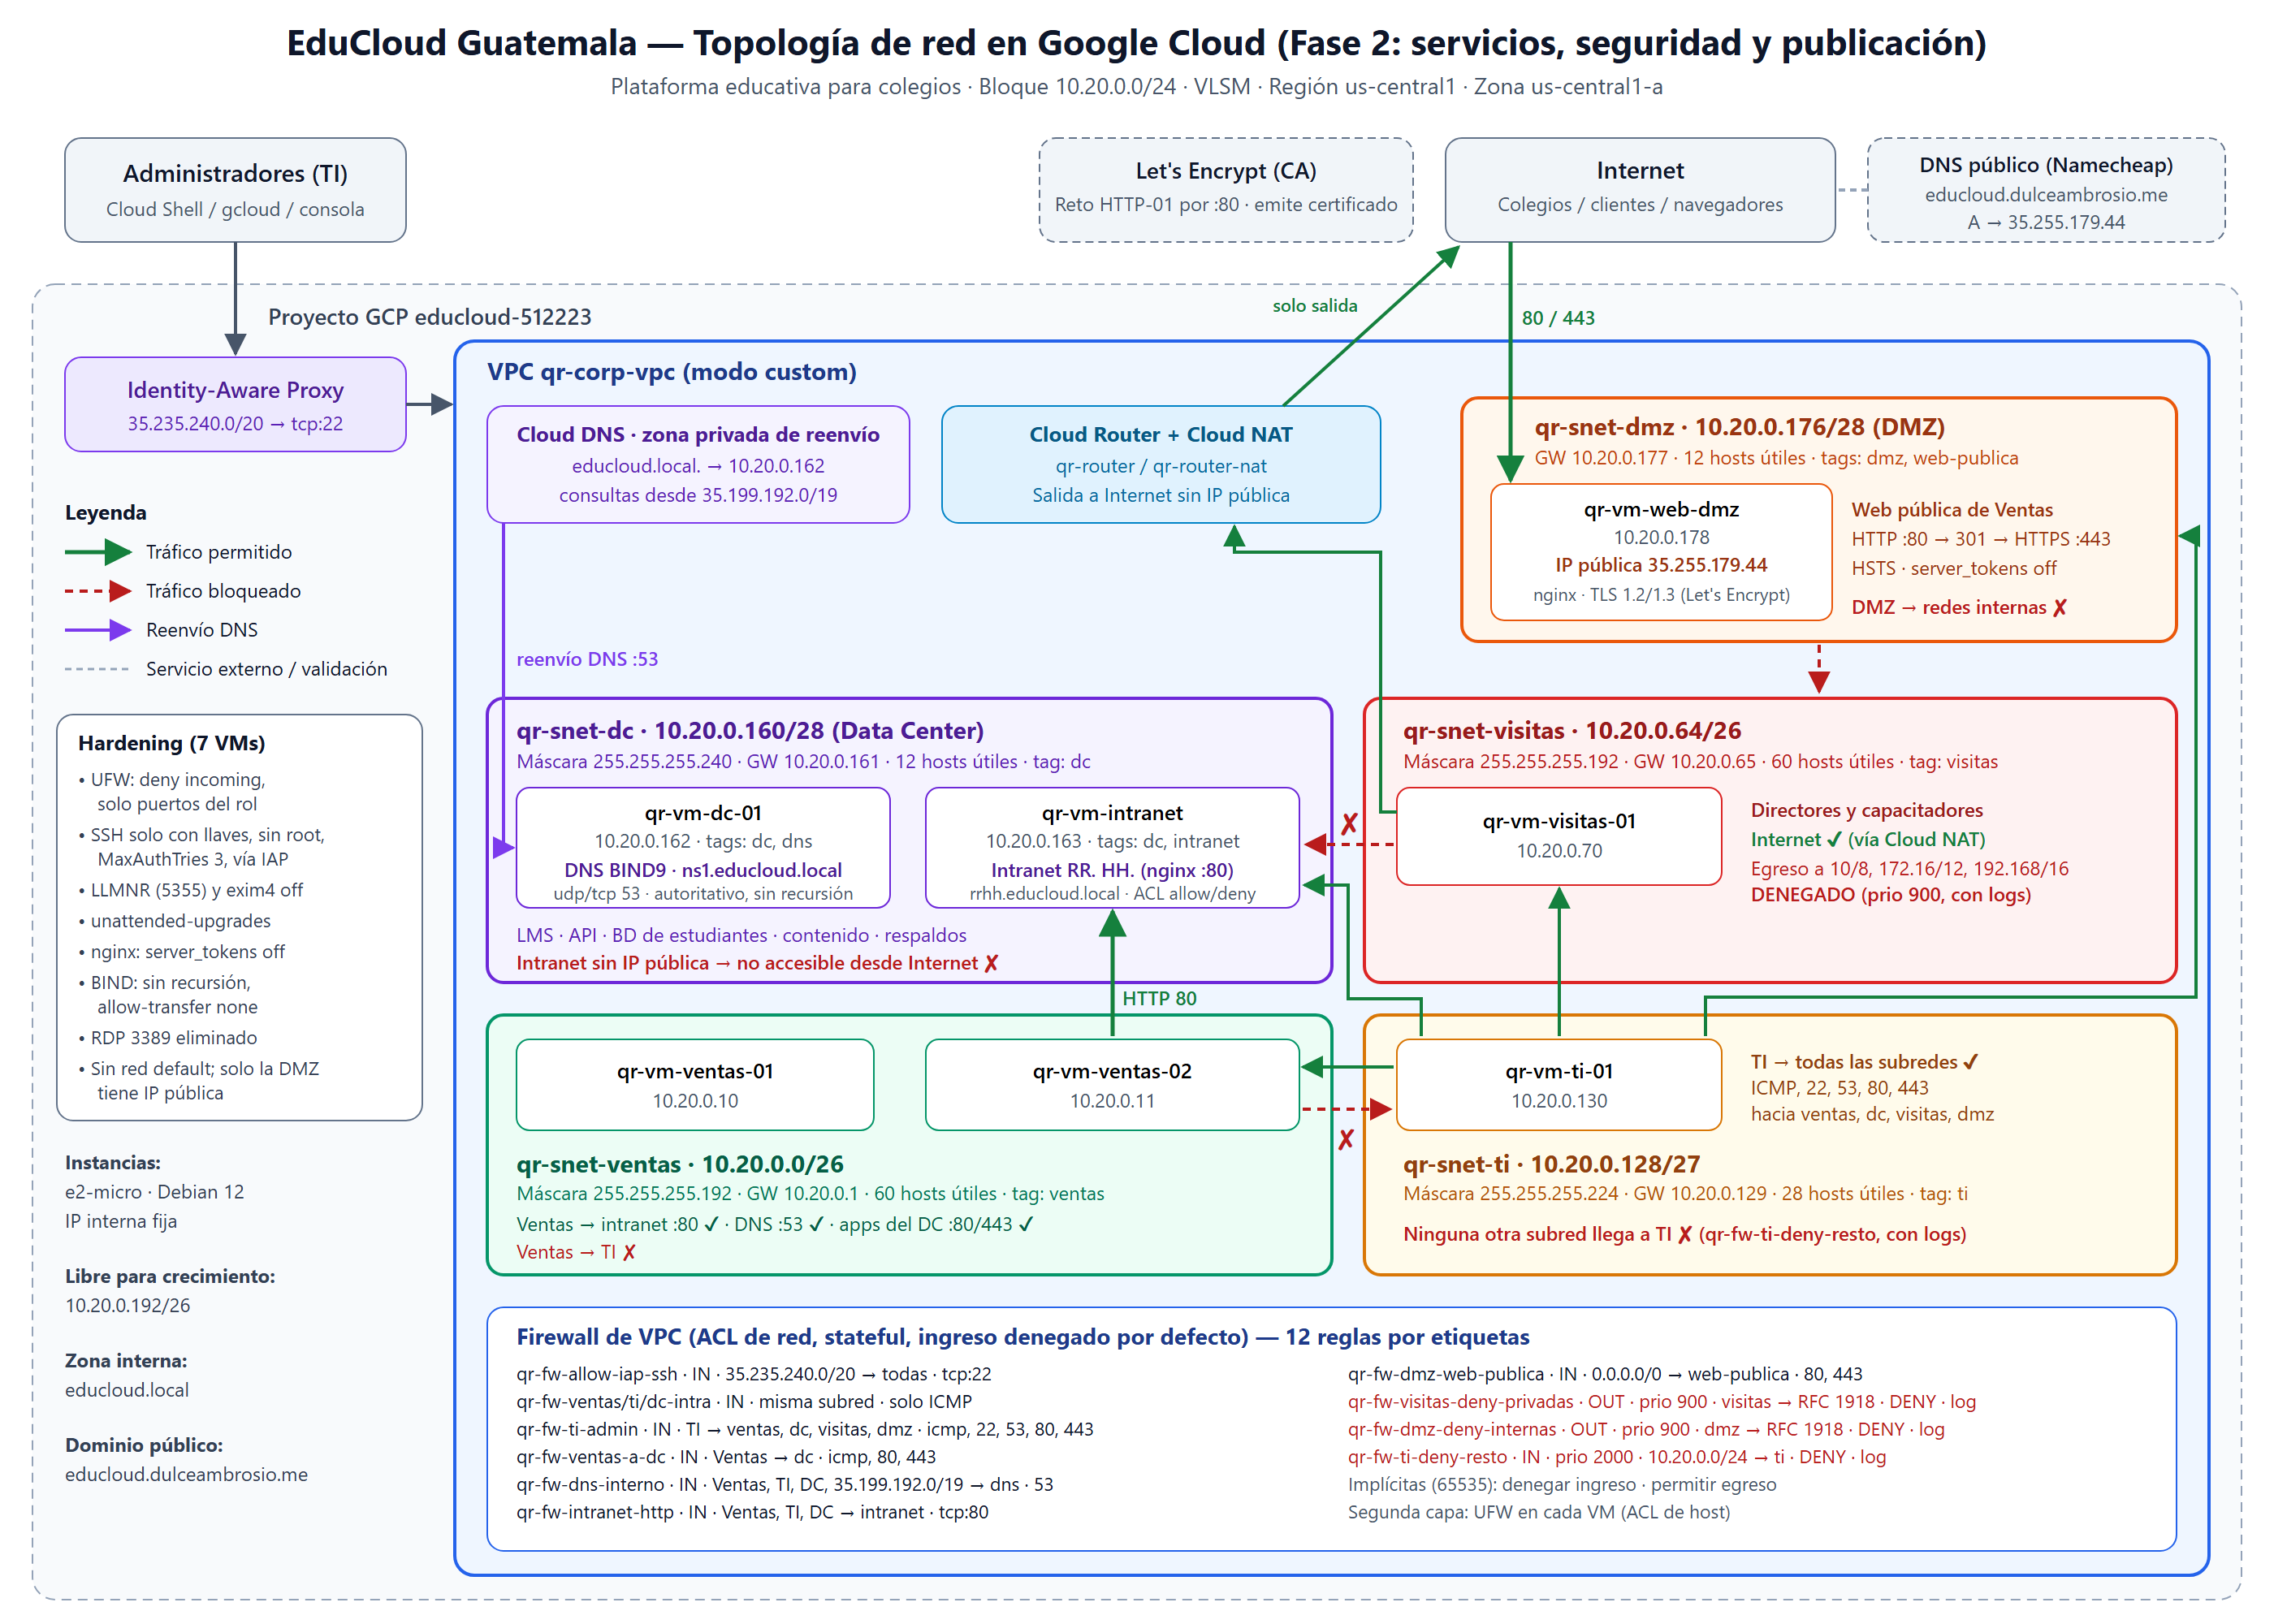 EduCloud Guatemala — Topología de red en Google Cloud (Fase 2: servicios, seguridad y publicación)
Plataforma educativa para colegios · Bloque 10.20.0.0/24 · VLSM · Región us-central1 · Zona us-central1-a
Administradores (TI)
Cloud Shell / gcloud / consola
Let's Encrypt (CA)
Reto HTTP-01 por :80 · emite certificado
Internet
Colegios / clientes / navegadores
DNS público (Namecheap)
educloud.dulceambrosio.me
A → 35.255.179.44
solo salida
80 / 443
Proyecto GCP educloud-512223
Identity-Aware Proxy
35.235.240.0/20 → tcp:22
VPC qr-corp-vpc (modo custom)
Cloud DNS · zona privada de reenvío
educloud.local. → 10.20.0.162
consultas desde 35.199.192.0/19
Cloud Router + Cloud NAT
qr-router / qr-router-nat
Salida a Internet sin IP pública
qr-snet-dmz · 10.20.0.176/28 (DMZ)
GW 10.20.0.177 · 12 hosts útiles · tags: dmz, web-publica
qr-vm-web-dmz
10.20.0.178
IP pública 35.255.179.44
nginx · TLS 1.2/1.3 (Let's Encrypt)
Web pública de Ventas
HTTP :80 → 301 → HTTPS :443
HSTS · server_tokens off
DMZ → redes internas ✘
Leyenda
Tráfico permitido
Tráfico bloqueado
Reenvío DNS
Servicio externo / validación
reenvío DNS :53
Hardening (7 VMs)
• UFW: deny incoming,
solo puertos del rol
• SSH solo con llaves, sin root,
MaxAuthTries 3, vía IAP
• LLMNR (5355) y exim4 off
• unattended-upgrades
• nginx: server_tokens off
• BIND: sin recursión,
allow-transfer none
• RDP 3389 eliminado
• Sin red default; solo la DMZ
tiene IP pública
qr-snet-dc · 10.20.0.160/28 (Data Center)
Máscara 255.255.255.240 · GW 10.20.0.161 · 12 hosts útiles · tag: dc
qr-vm-dc-01
10.20.0.162 · tags: dc, dns
DNS BIND9 · ns1.educloud.local
udp/tcp 53 · autoritativo, sin recursión
qr-vm-intranet
10.20.0.163 · tags: dc, intranet
Intranet RR. HH. (nginx :80)
rrhh.educloud.local · ACL allow/deny
LMS · API · BD de estudiantes · contenido · respaldos
Intranet sin IP pública → no accesible desde Internet ✘
✘
qr-snet-visitas · 10.20.0.64/26
Máscara 255.255.255.192 · GW 10.20.0.65 · 60 hosts útiles · tag: visitas
qr-vm-visitas-01
10.20.0.70
Directores y capacitadores
Internet ✔ (vía Cloud NAT)
Egreso a 10/8, 172.16/12, 192.168/16
DENEGADO (prio 900, con logs)
HTTP 80
qr-vm-ventas-01
10.20.0.10
qr-vm-ventas-02
10.20.0.11
qr-snet-ventas · 10.20.0.0/26
Máscara 255.255.255.192 · GW 10.20.0.1 · 60 hosts útiles · tag: ventas
Ventas → intranet :80 ✔ · DNS :53 ✔ · apps del DC :80/443 ✔
Ventas → TI ✘
✘
qr-vm-ti-01
10.20.0.130
TI → todas las subredes ✔
ICMP, 22, 53, 80, 443
hacia ventas, dc, visitas, dmz
qr-snet-ti · 10.20.0.128/27
Máscara 255.255.255.224 · GW 10.20.0.129 · 28 hosts útiles · tag: ti
Ninguna otra subred llega a TI ✘ (qr-fw-ti-deny-resto, con logs)
Instancias:
e2-micro · Debian 12
IP interna fija
Libre para crecimiento:
10.20.0.192/26
Zona interna:
educloud.local
Dominio público:
educloud.dulceambrosio.me
Firewall de VPC (ACL de red, stateful, ingreso denegado por defecto) — 12 reglas por etiquetas
qr-fw-allow-iap-ssh · IN · 35.235.240.0/20 → todas · tcp:22
qr-fw-ventas/ti/dc-intra · IN · misma subred · solo ICMP
qr-fw-ti-admin · IN · TI → ventas, dc, visitas, dmz · icmp, 22, 53, 80, 443
qr-fw-ventas-a-dc · IN · Ventas → dc · icmp, 80, 443
qr-fw-dns-interno · IN · Ventas, TI, DC, 35.199.192.0/19 → dns · 53
qr-fw-intranet-http · IN · Ventas, TI, DC → intranet · tcp:80
qr-fw-dmz-web-publica · IN · 0.0.0.0/0 → web-publica · 80, 443
qr-fw-visitas-deny-privadas · OUT · prio 900 · visitas → RFC 1918 · DENY · log
qr-fw-dmz-deny-internas · OUT · prio 900 · dmz → RFC 1918 · DENY · log
qr-fw-ti-deny-resto · IN · prio 2000 · 10.20.0.0/24 → ti · DENY · log
Implícitas (65535): denegar ingreso · permitir egreso
Segunda capa: UFW en cada VM (ACL de host)